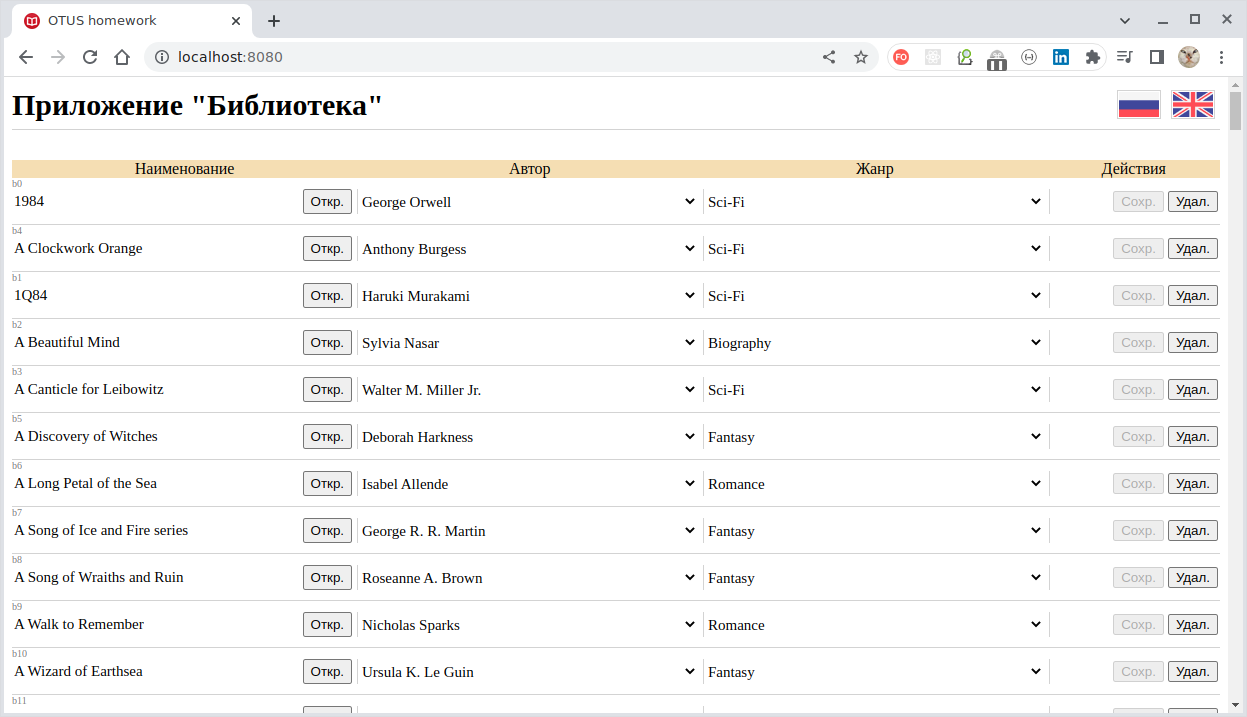 OTUS homework
localhost:8080
FO
in
Приложение "Библиотека"
Наименование Автор Жанр Действия
b0
1984 Откр. George Orwell Sci-Fi Сохр. Удал.
b4
A Clockwork Orange Откр. Anthony Burgess Sci-Fi Сохр. Удал.
b1
1Q84 Откр. Haruki Murakami Sci-Fi Сохр. Удал.
b2
A Beautiful Mind Откр. Sylvia Nasar Biography Сохр. Удал.
b3
A Canticle for Leibowitz Откр. Walter M. Miller Jr. Sci-Fi Сохр. Удал.
b5
A Discovery of Witches Откр. Deborah Harkness Fantasy Сохр. Удал.
b6
A Long Petal of the Sea Откр. Isabel Allende Romance Сохр. Удал.
b7
A Song of Ice and Fire series Откр. George R. R. Martin Fantasy Сохр. Удал.
b8
A Song of Wraiths and Ruin Откр. Roseanne A. Brown Fantasy Сохр. Удал.
b9
A Walk to Remember Откр. Nicholas Sparks Romance Сохр. Удал.
b10
A Wizard of Earthsea Откр. Ursula K. Le Guin Fantasy Сохр. Удал.
b11